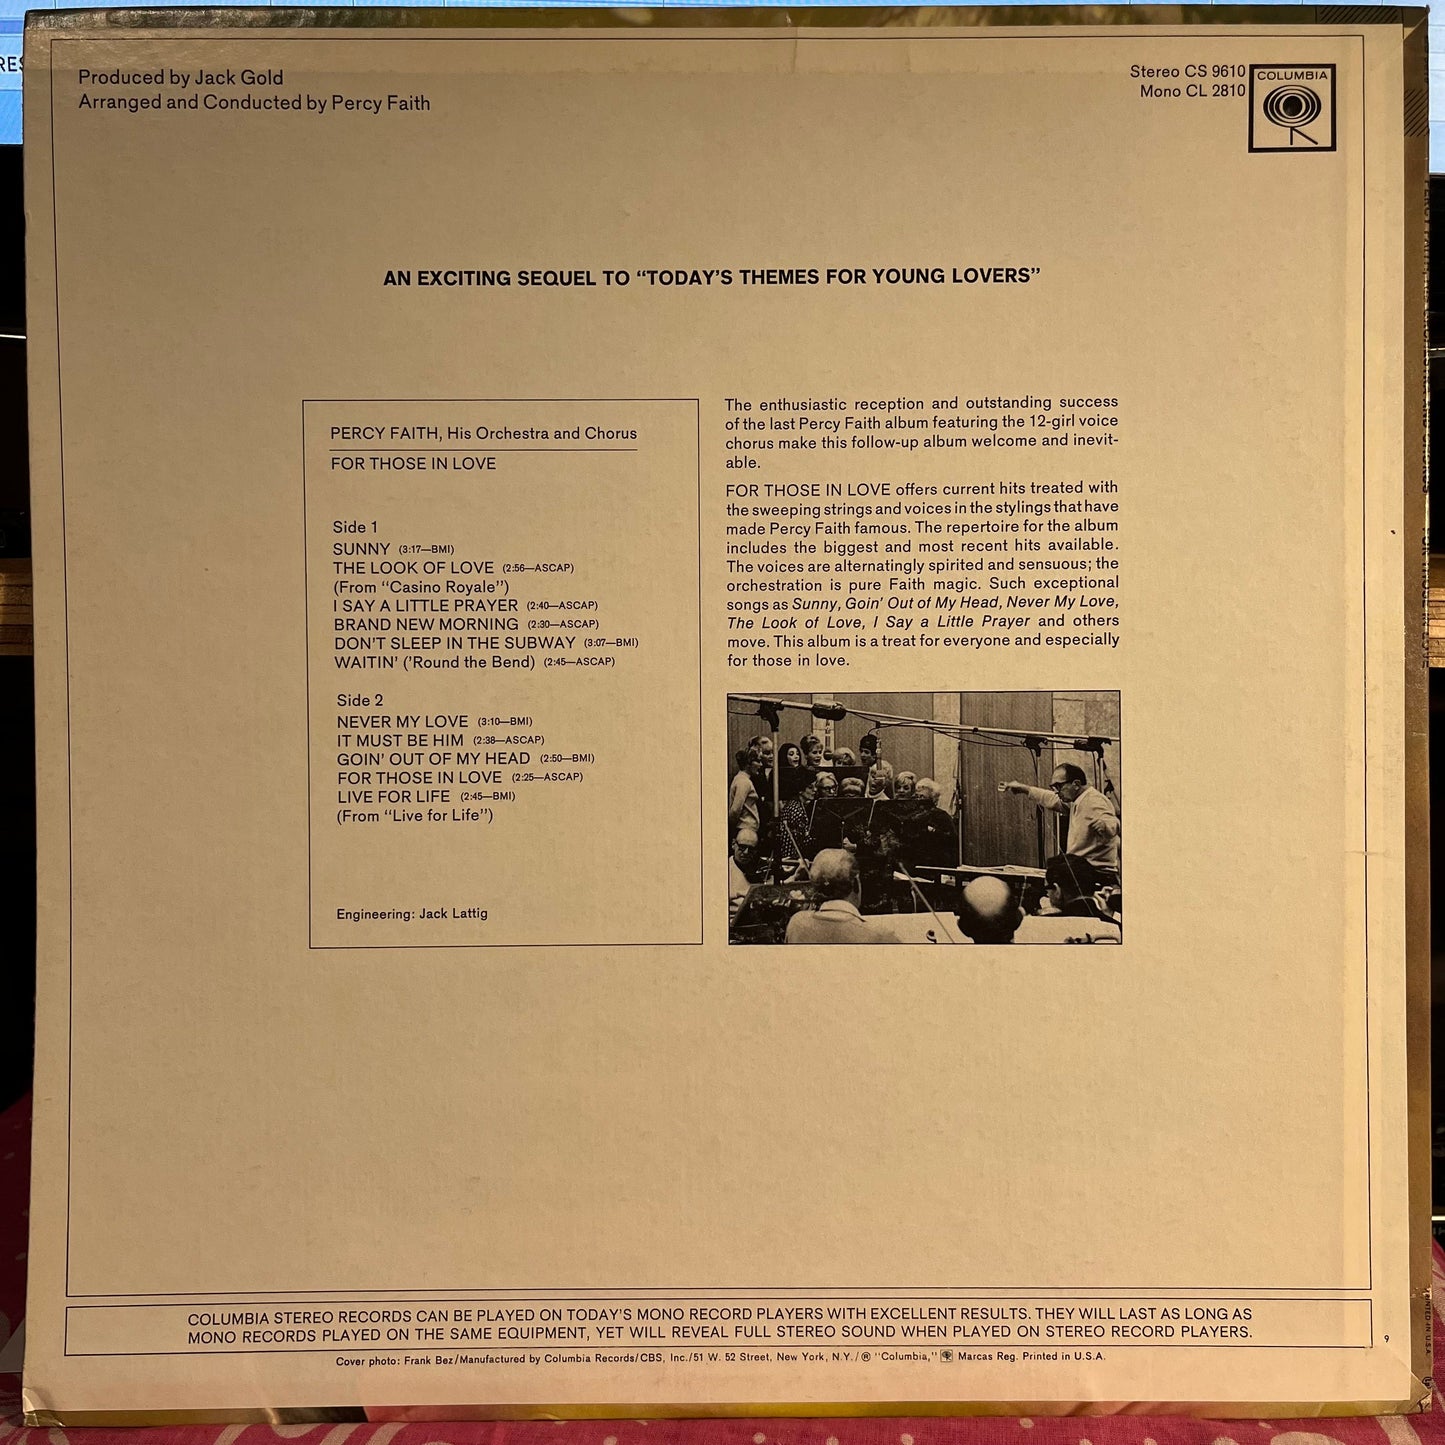 Produced by Jack Gold
Arranged and Conducted by Percy Faith
Stereo CS 9610
Mono CL 2810
COLUMBIA
AN EXCITING SEQUEL TO “TODAY’S THEMES FOR YOUNG LOVERS”
PERCY FAITH, His Orchestra and Chorus
FOR THOSE IN LOVE
Side 1
SUNNY (3:17—BMI)
THE LOOK OF LOVE (2:56—ASCAP)
(From “Casino Royale”)
I SAY A LITTLE PRAYER (2:40—ASCAP)
BRAND NEW MORNING (2:30—ASCAP)
DON’T SLEEP IN THE SUBWAY (3:07—BMI)
WAITIN’ (’Round the Bend) (2:45—ASCAP)
Side 2
NEVER MY LOVE (3:10—BMI)
IT MUST BE HIM (2:38—ASCAP)
GOIN’ OUT OF MY HEAD (2:50—BMI)
FOR THOSE IN LOVE (2:25—ASCAP)
LIVE FOR LIFE (2:45—BMI)
(From “Live for Life”)
Engineering: Jack Lattig
The enthusiastic reception and outstanding success
of the last Percy Faith album featuring the 12-girl voice
chorus make this follow-up album welcome and inevit-
able.
FOR THOSE IN LOVE offers current hits treated with
the sweeping strings and voices in the stylings that have
made Percy Faith famous. The repertoire for the album
includes the biggest and most recent hits available.
The voices are alternatingly spirited and sensuous; the
orchestration is pure Faith magic. Such exceptional
songs as Sunny, Goin’ Out of My Head, Never My Love,
The Look of Love, I Say a Little Prayer and others
move. This album is a treat for everyone and especially
for those in love.
COLUMBIA STEREO RECORDS CAN BE PLAYED ON TODAY’S MONO RECORD PLAYERS WITH EXCELLENT RESULTS. THEY WILL LAST AS LONG AS
MONO RECORDS PLAYED ON THE SAME EQUIPMENT, YET WILL REVEAL FULL STEREO SOUND WHEN PLAYED ON STEREO RECORD PLAYERS.
9
Cover photo: Frank Bez/Manufactured by Columbia Records/CBS, Inc./51 W. 52 Street, New York, N.Y./® “Columbia,” Marcas Reg. Printed in U.S.A.